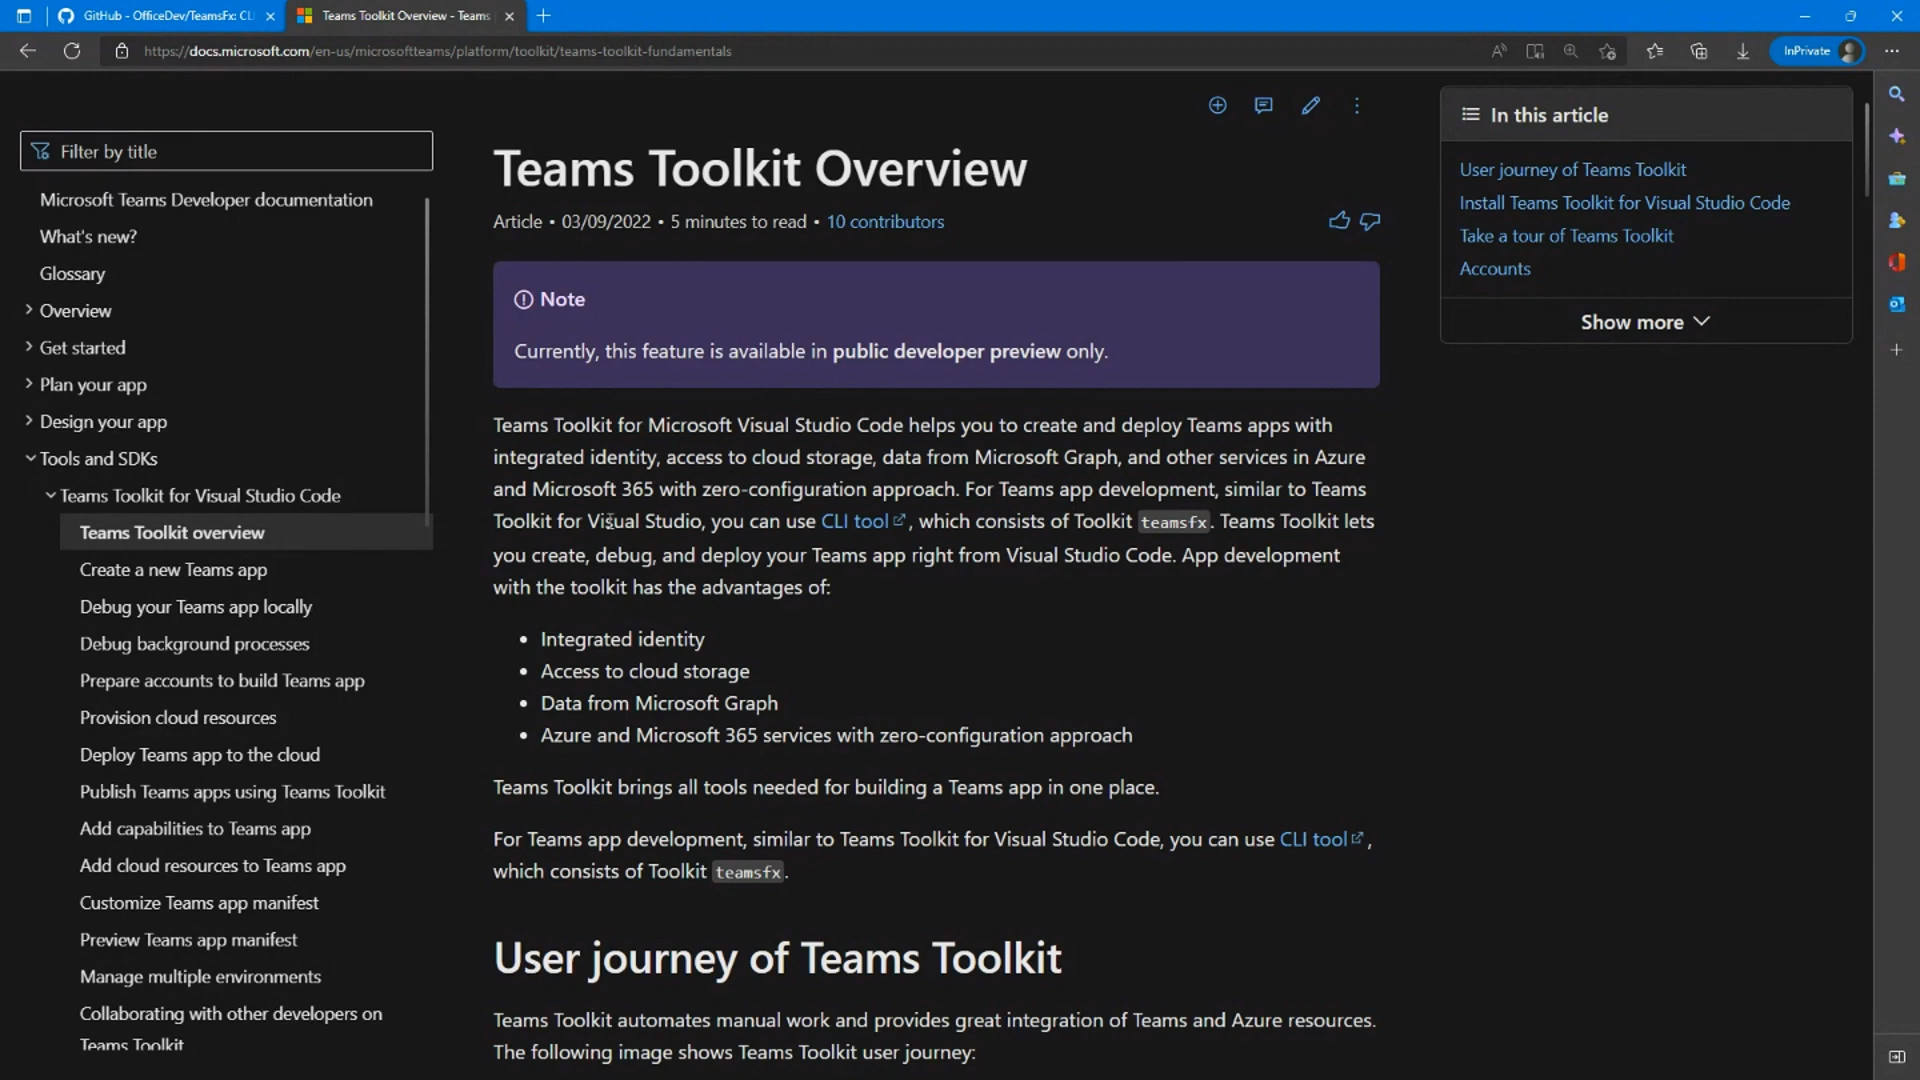 GitHub - OfficeDev/TeamsFx: CL
Teams Toolkit Overview - Teams
https://docs.microsoft.com/en-us/microsoftteams/platform/toolkit/teams-toolkit-fundamentals
InPrivate
Filter by title
Microsoft Teams Developer documentation
What's new?
Glossary
Overview
Get started
Plan your app
Design your app
Tools and SDKs
Teams Toolkit for Visual Studio Code
Teams Toolkit overview
Create a new Teams app
Debug your Teams app locally
Debug background processes
Prepare accounts to build Teams app
Provision cloud resources
Deploy Teams app to the cloud
Publish Teams apps using Teams Toolkit
Add capabilities to Teams app
Add cloud resources to Teams app
Customize Teams app manifest
Preview Teams app manifest
Manage multiple environments
Collaborating with other developers on
Teams Toolkit
Teams Toolkit Overview
Article • 03/09/2022 • 5 minutes to read • 10 contributors
Note
Currently, this feature is available in public developer preview only.
Teams Toolkit for Microsoft Visual Studio Code helps you to create and deploy Teams apps with
integrated identity, access to cloud storage, data from Microsoft Graph, and other services in Azure
and Microsoft 365 with zero-configuration approach. For Teams app development, similar to Teams
Toolkit for Visual Studio, you can use CLI tool, which consists of Toolkit teamsfx. Teams Toolkit lets
you create, debug, and deploy your Teams app right from Visual Studio Code. App development
with the toolkit has the advantages of:
• Integrated identity
• Access to cloud storage
• Data from Microsoft Graph
• Azure and Microsoft 365 services with zero-configuration approach
Teams Toolkit brings all tools needed for building a Teams app in one place.
For Teams app development, similar to Teams Toolkit for Visual Studio Code, you can use CLI tool,
which consists of Toolkit teamsfx.
User journey of Teams Toolkit
Teams Toolkit automates manual work and provides great integration of Teams and Azure resources.
The following image shows Teams Toolkit user journey:
In this article
User journey of Teams Toolkit
Install Teams Toolkit for Visual Studio Code
Take a tour of Teams Toolkit
Accounts
Show more